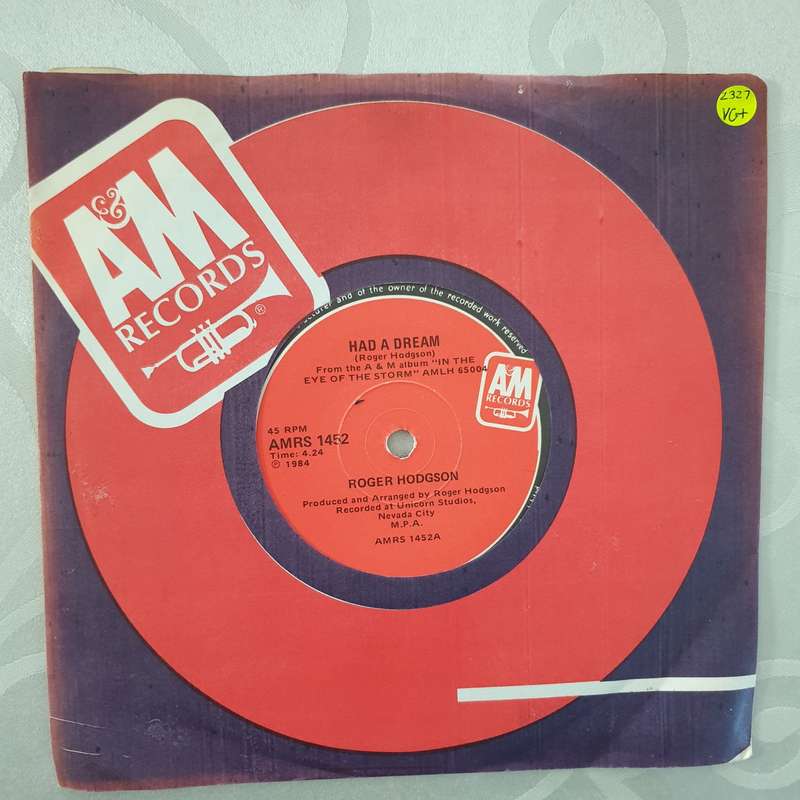 2327
VG+
A&M
RECORDS
®
facturer and of the owner of the recorded work reserved
HAD A DREAM
(Roger Hodgson)
From the A & M album "IN THE
EYE OF THE STORM" AMLH 65004
A&M
RECORDS
45 RPM
AMRS 1452
Time: 4.24
℗ 1984
ROGER HODGSON
Produced and Arranged by Roger Hodgson
Recorded at Unicorn Studios,
Nevada City
M.P.A.
AMRS 1452A